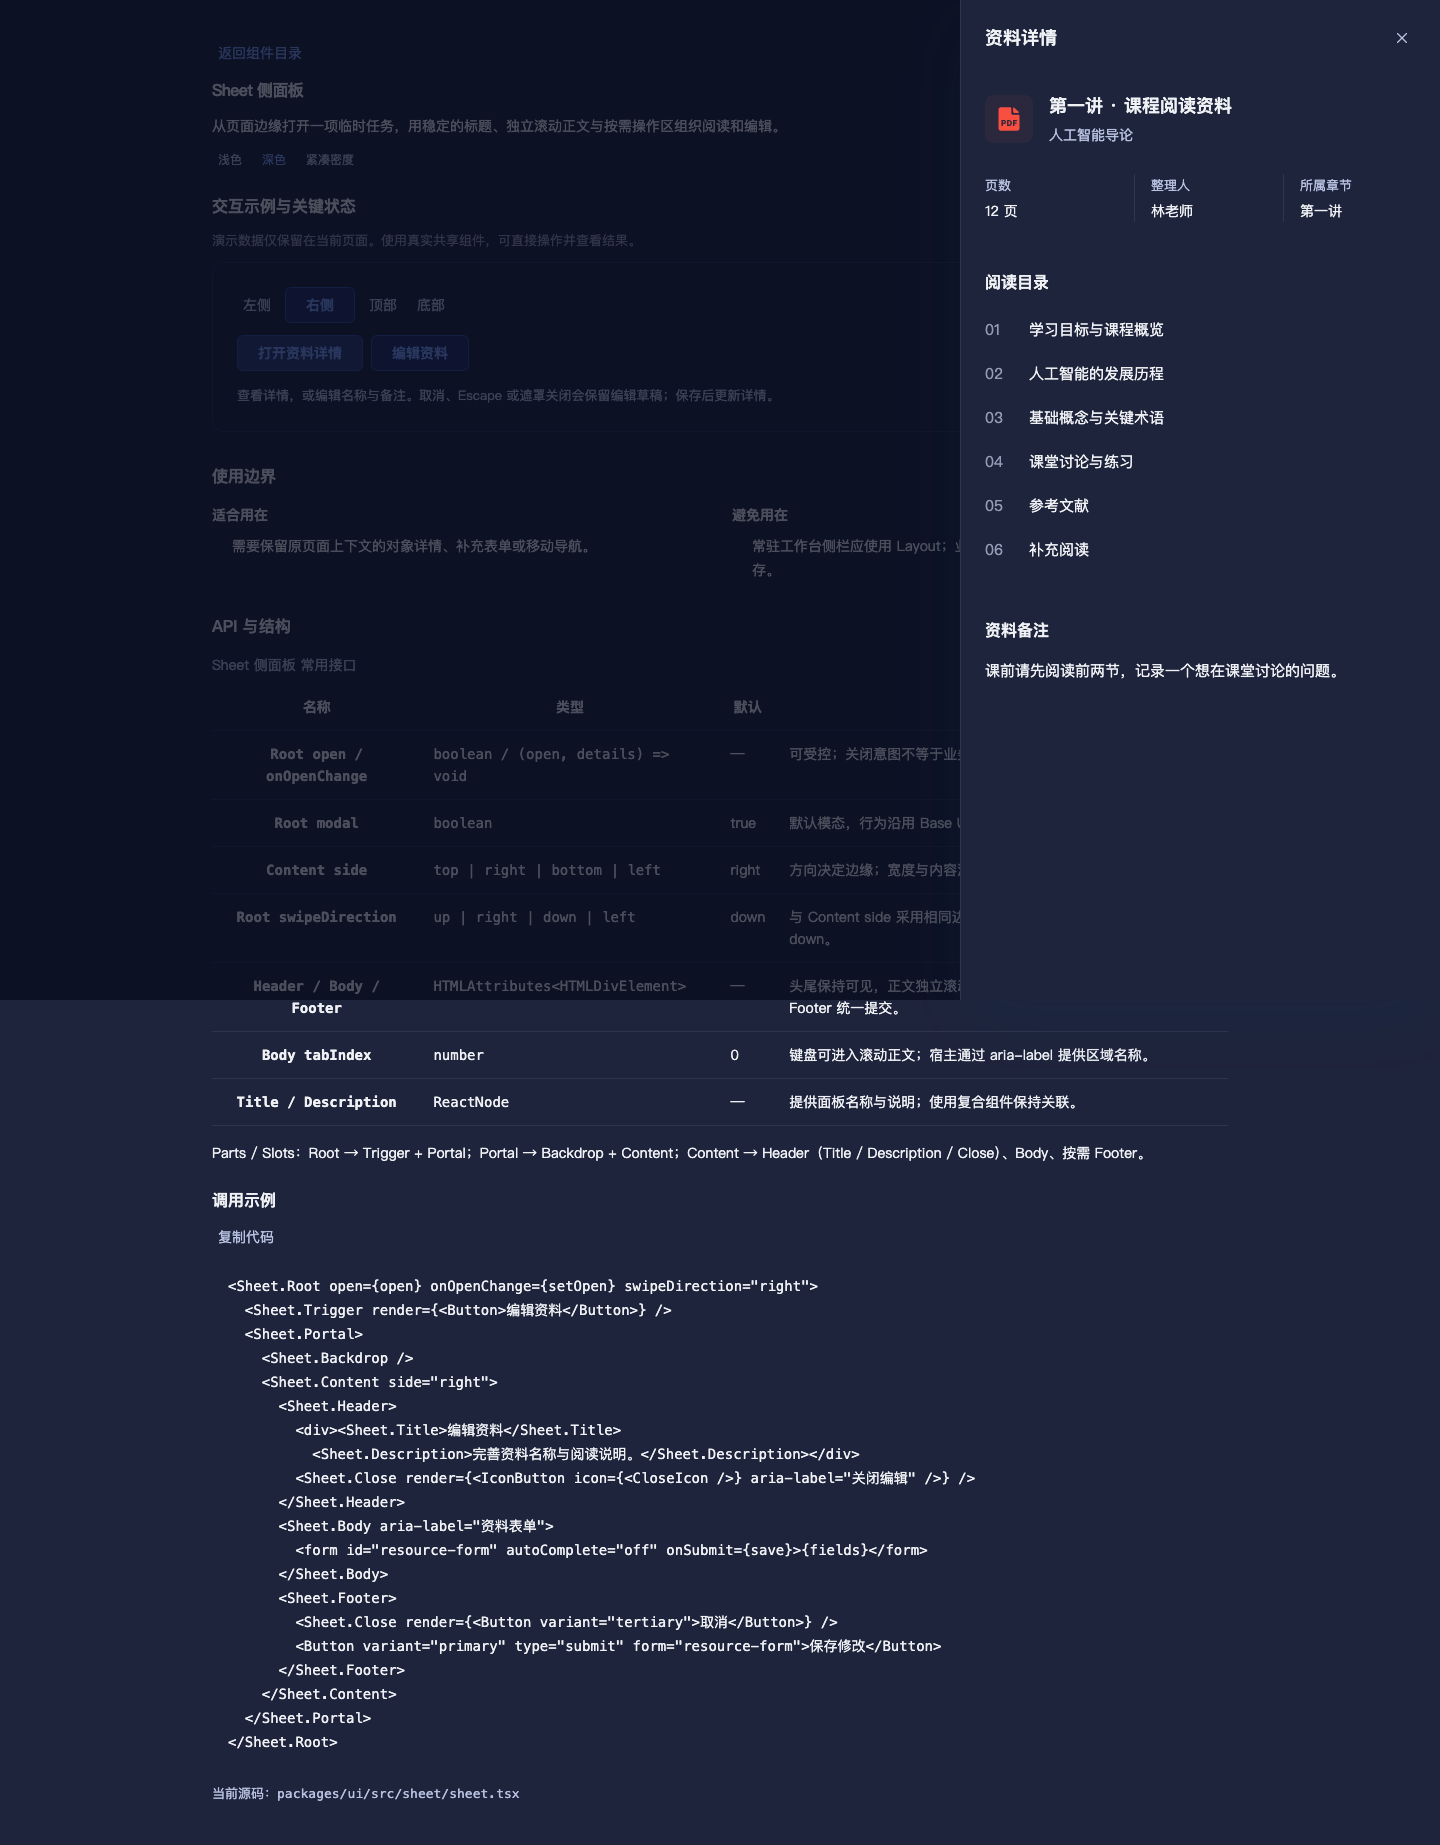 返回组件目录
Sheet 侧面板
从页面边缘打开一项临时任务，用稳定的标题、独立滚动正文与按需操作区组织阅读和编辑。
浅色 深色 紧凑密度
交互示例与关键状态
演示数据仅保留在当前页面。使用真实共享组件，可直接操作并查看结果。
左侧 右侧 顶部 底部
打开资料详情 编辑资料
查看详情，或编辑名称与备注。取消、Escape 或遮罩关闭会保留编辑草稿；保存后更新详情。
使用边界
适合用在
需要保留原页面上下文的对象详情、补充表单或移动导航。
避免用在
常驻工作台侧栏应使用 Layout；
存。
API 与结构
Sheet 侧面板 常用接口
名称 类型 默认
Root open / boolean / (open, details) => — 可受控；关闭意图不等于业
onOpenChange void
Root modal boolean true 默认模态，行为沿用 Base
Content side top | right | bottom | left right 方向决定边缘；宽度与内容
Root swipeDirection up | right | down | left down 与 Content side 采用相同
down。
Header / Body / HTMLAttributes<HTMLDivElement> — 头尾保持可见，正文独立滚
Footer Footer 统一提交。
Body tabIndex number 0 键盘可进入滚动正文；宿主通过 aria-label 提供区域名称。
Title / Description ReactNode — 提供面板名称与说明；使用复合组件保持关联。
Parts / Slots：Root → Trigger + Portal；Portal → Backdrop + Content；Content → Header（Title / Description / Close）、Body、按需 Footer。
调用示例
复制代码
<Sheet.Root open={open} onOpenChange={setOpen} swipeDirection="right">
  <Sheet.Trigger render={<Button>编辑资料</Button>} />
  <Sheet.Portal>
    <Sheet.Backdrop />
    <Sheet.Content side="right">
      <Sheet.Header>
        <div><Sheet.Title>编辑资料</Sheet.Title>
          <Sheet.Description>完善资料名称与阅读说明。</Sheet.Description></div>
        <Sheet.Close render={<IconButton icon={<CloseIcon />} aria-label="关闭编辑" />} />
      </Sheet.Header>
      <Sheet.Body aria-label="资料表单">
        <form id="resource-form" autoComplete="off" onSubmit={save}>{fields}</form>
      </Sheet.Body>
      <Sheet.Footer>
        <Sheet.Close render={<Button variant="tertiary">取消</Button>} />
        <Button variant="primary" type="submit" form="resource-form">保存修改</Button>
      </Sheet.Footer>
    </Sheet.Content>
  </Sheet.Portal>
</Sheet.Root>
当前源码：packages/ui/src/sheet/sheet.tsx
资料详情
PDF
第一讲 · 课程阅读资料
人工智能导论
页数 整理人 所属章节
12 页 林老师 第一讲
阅读目录
01 学习目标与课程概览
02 人工智能的发展历程
03 基础概念与关键术语
04 课堂讨论与练习
05 参考文献
06 补充阅读
资料备注
课前请先阅读前两节，记录一个想在课堂讨论的问题。